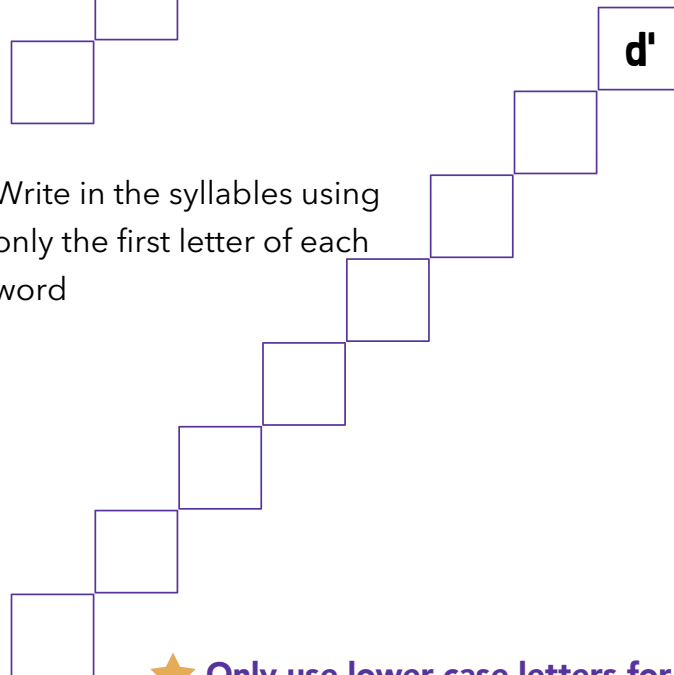 d'
Write in the syllables using
only the first letter of each
word
Only use lower case letters for